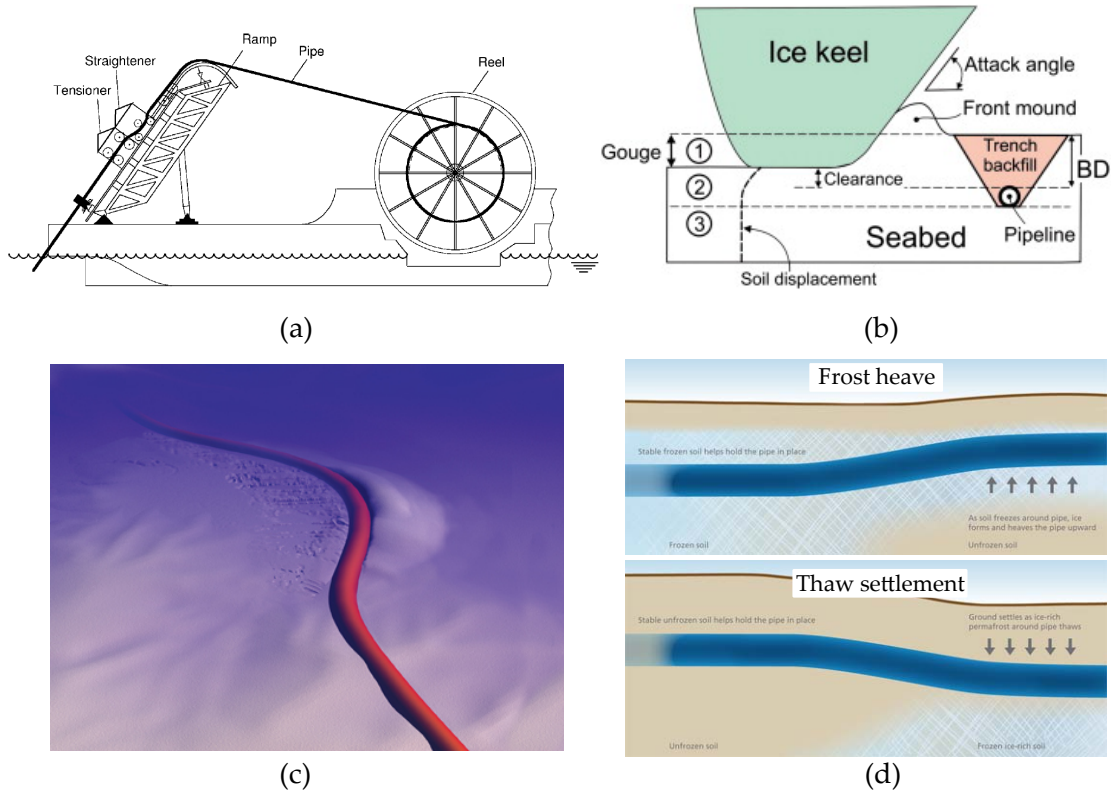 Ramp
Straightener
Pipe
Reel
Tensioner
(a)
Ice keel
Attack angle
Front mound
Gouge
①
Trench
backfill
BD
Clearance
②
③
Seabed
Pipeline
Soil displacement
(b)
(c)
Frost heave
Stable frozen soil helps hold the pipe in place
As soil freezes around pipe, ice
forms and heaves the pipe upward
Frozen soil
Unfrozen soil
Thaw settlement
Stable unfrozen soil helps hold the pipe in place
Ground settles as ice-rich
permafrost around pipe thaws
Unfrozen soil
Frozen ice-rich soil
(d)